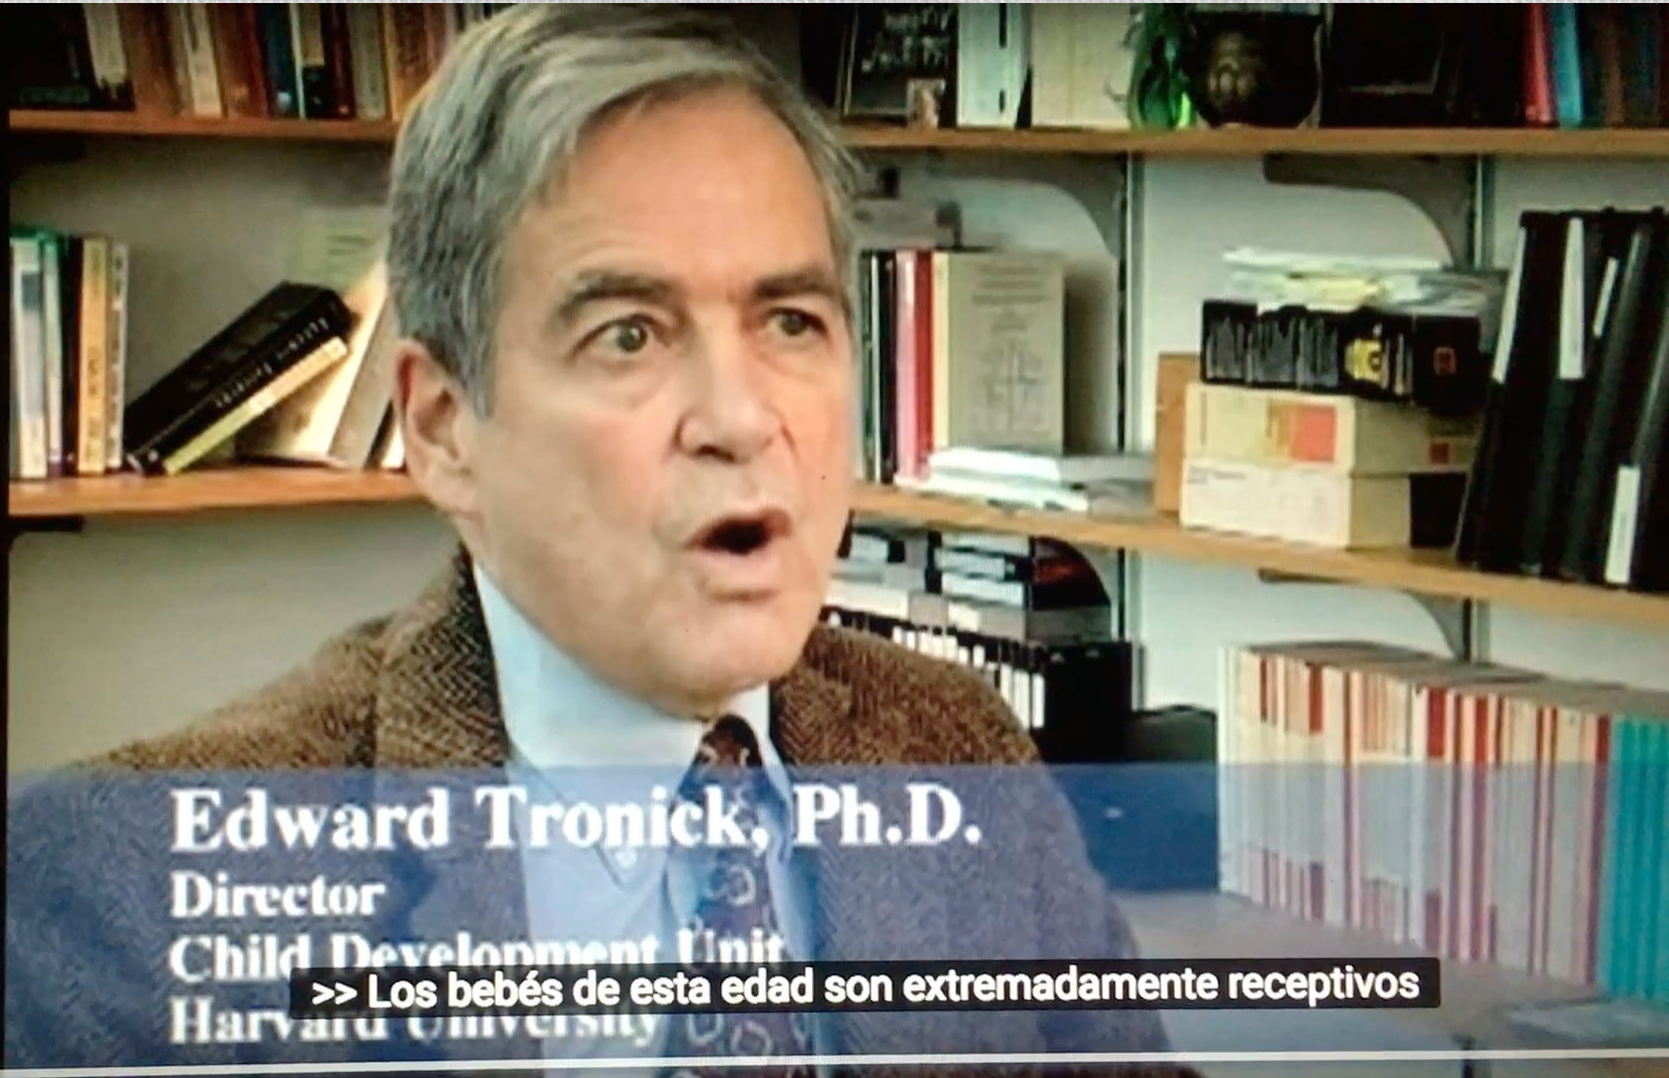 Edward Tronick, Ph.D.
Director
Child Development Unit
>> Los bebés de esta edad son extremadamente receptivos
Harvard University